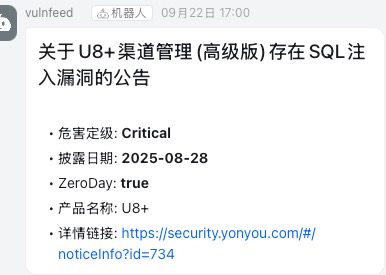 vulnfeed 机器人 09月22日 17:00
关于 U8+ 渠道管理 (高级版) 存在 SQL 注
入漏洞的公告
• 危害定级: Critical
• 披露日期: 2025-08-28
• ZeroDay: true
• 产品名称: U8+
• 详情链接: https://security.yonyou.com/#/
noticeInfo?id=734